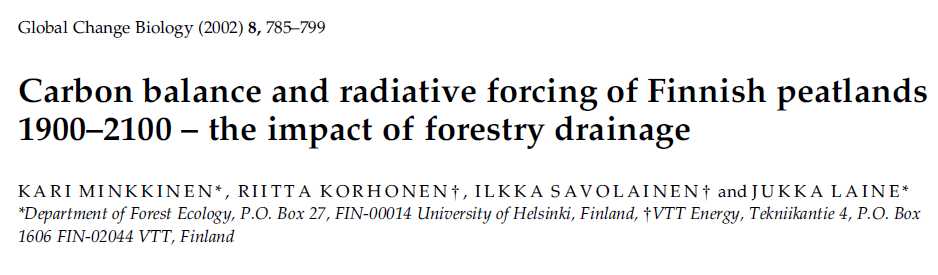 Global Change Biology (2002) 8, 785–799
Carbon balance and radiative forcing of Finnish peatlands
1900–2100 – the impact of forestry drainage
KARI MINKKINEN*, RIITTA KORHONEN†, ILKKA SAVOLAINEN† and JUKKA LAINE*
*Department of Forest Ecology, P.O. Box 27, FIN-00014 University of Helsinki, Finland, †VTT Energy, Tekniikantie 4, P.O. Box
1606 FIN-02044 VTT, Finland